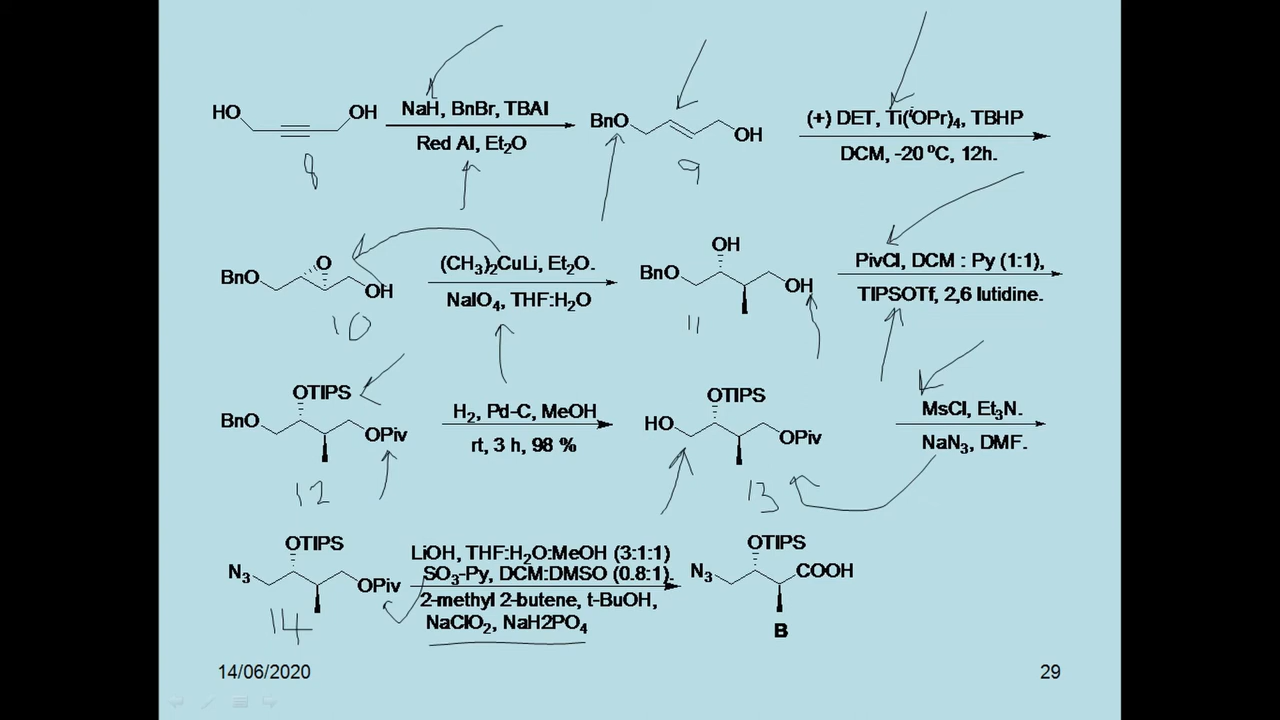 HO OH NaH, BnBr, TBAI BnO OH (+) DET, Ti(ⁱOPr)₄, TBHP
Red Al, Et₂O DCM, -20 ⁰C, 12h.
8 9
BnO O OH (CH₃)₂CuLi, Et₂O. BnO OH OH PivCl, DCM : Py (1:1),
NaIO₄, THF:H₂O TIPSOTf, 2,6 lutidine.
10 11
OTIPS OTIPS
BnO OPiv H₂, Pd-C, MeOH HO OPiv MsCl, Et₃N.
rt, 3 h, 98 % NaN₃, DMF.
12 13
OTIPS LiOH, THF:H₂O:MeOH (3:1:1) OTIPS
N₃ OPiv SO₃-Py, DCM:DMSO (0.8:1). N₃ COOH
2-methyl 2-butene, t-BuOH,
14 NaClO₂, NaH2PO₄ B
14/06/2020 29